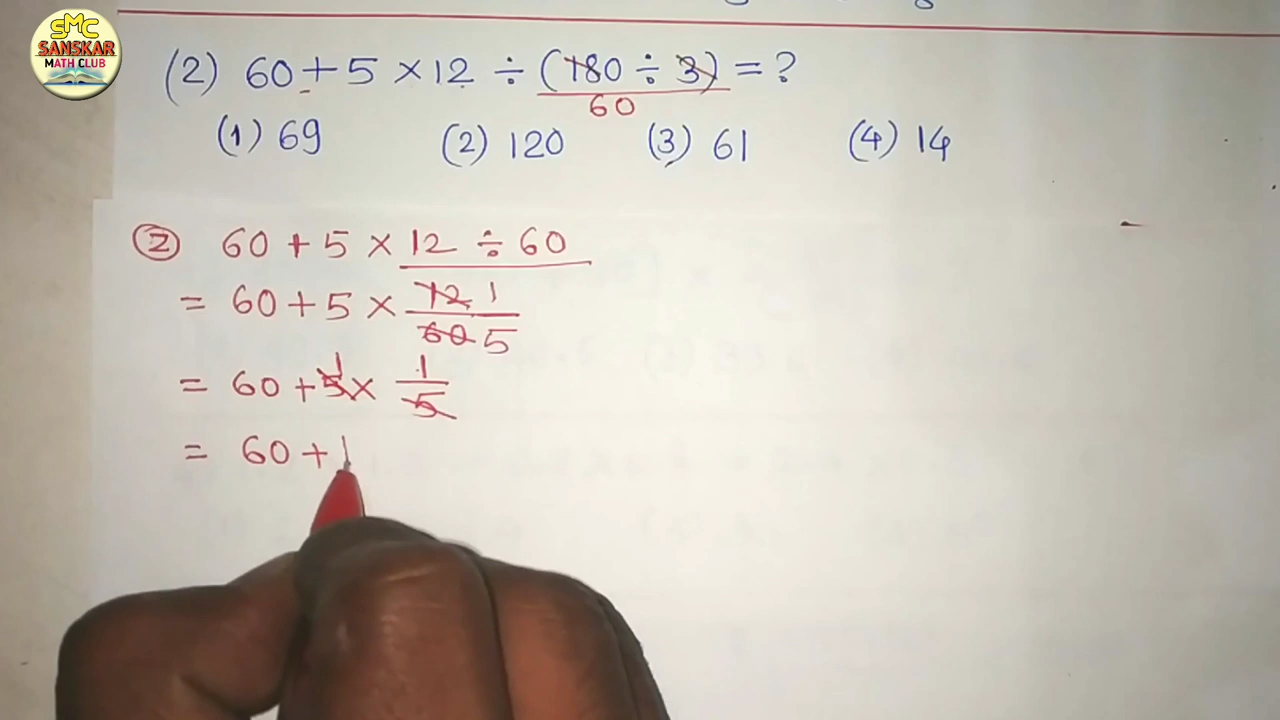 SMC
SANSKAR
MATH CLUB
(2) 60 + 5 × 12 ÷ (180 ÷ 3) = ?
60
(1) 69 (2) 120 (3) 61 (4) 14
② 60 + 5 × 12 ÷ 60
= 60 + 5 × 12 1
60 5
= 60 + 5 1 × 1
5
= 60 + 1